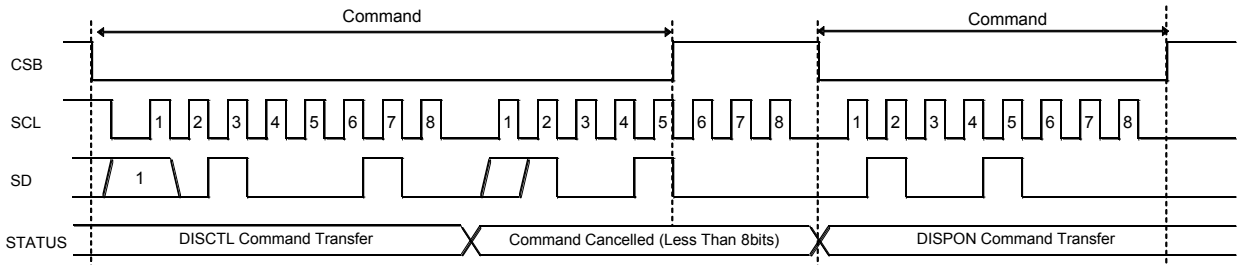 Command Command
CSB
SCL 1 2 3 4 5 6 7 8 1 2 3 4 5 6 7 8 1 2 3 4 5 6 7 8
SD 1
STATUS DISCTL Command Transfer Command Cancelled (Less Than 8bits) DISPON Command Transfer